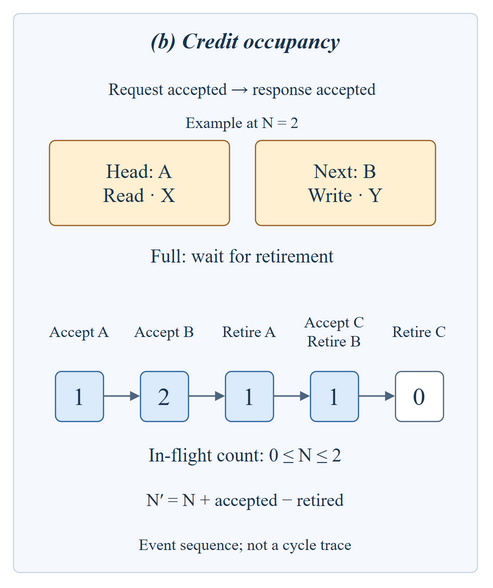 (b) Credit occupancy
Request accepted → response accepted
Example at N = 2
Head: A
Read · X
Next: B
Write · Y
Full: wait for retirement
Accept A
Accept B
Retire A
Accept C
Retire B
Retire C
1
2
1
1
0
In-flight count: 0 ≤ N ≤ 2
N′ = N + accepted − retired
Event sequence; not a cycle trace